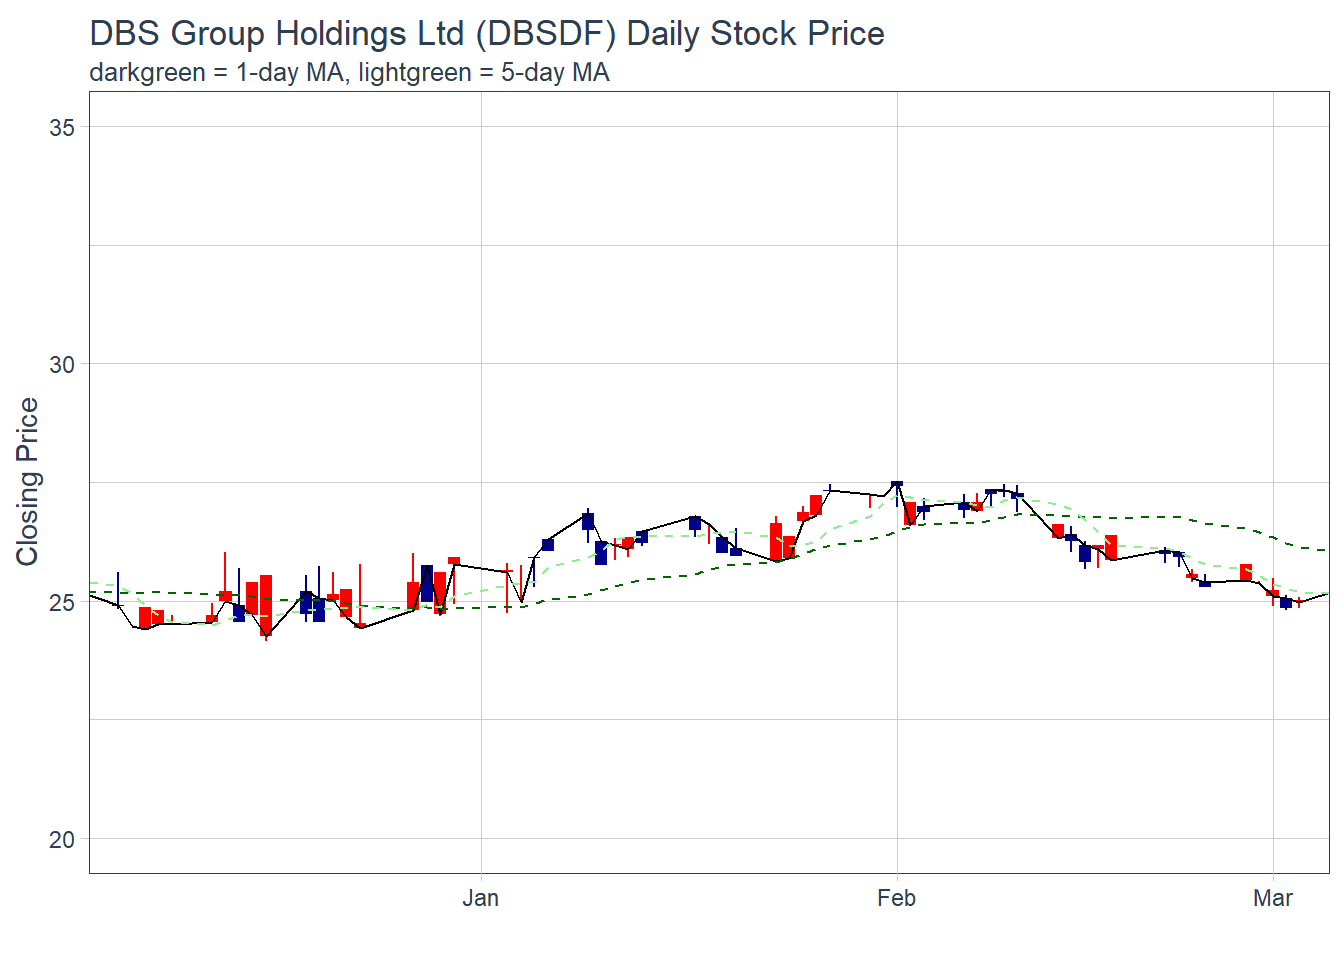 DBS Group Holdings Ltd (DBSDF) Daily Stock Price
darkgreen = 1-day MA, lightgreen = 5-day MA
35
30
25
20
Closing Price
Jan
Feb
Mar